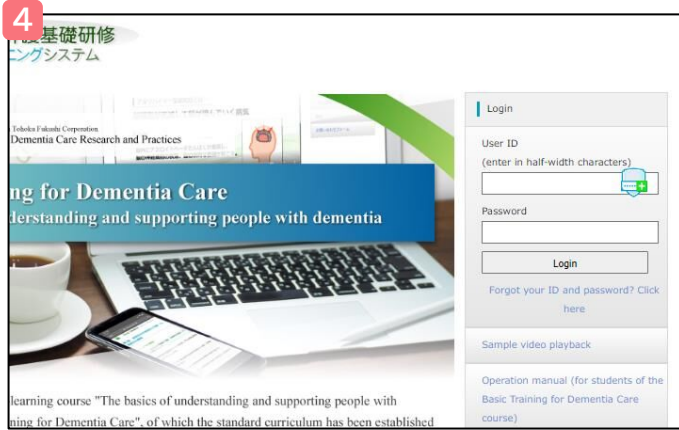 4
基礎研修
ニングシステム
Tohoku Fukushi Corporation
Dementia Care Research and Practices
ng for Dementia Care
derstanding and supporting people with dementia
learning course "The basics of understanding and supporting people with
ning for Dementia Care", of which the standard curriculum has been established
Login
User ID
(enter in half-width characters)
Password
Login
Forgot your ID and password? Click
here
Sample video playback
Operation manual (for students of the
Basic Training for Dementia Care
course)